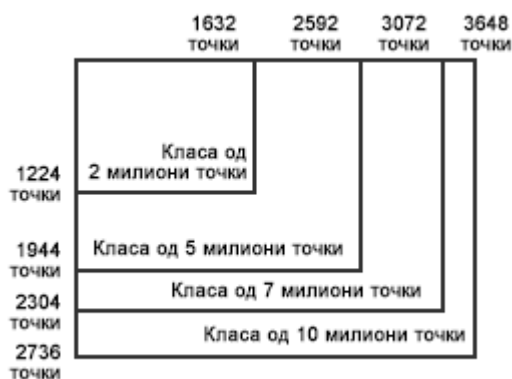 1632 2592 3072 3648
точки точки точки точки
Класа од
2 милиони точки
1224
точки
1944
точки
Класа од 5 милиони точки
2304
точки
Класа од 7 милиони точки
Класа од 10 милиони точки
2736
точки